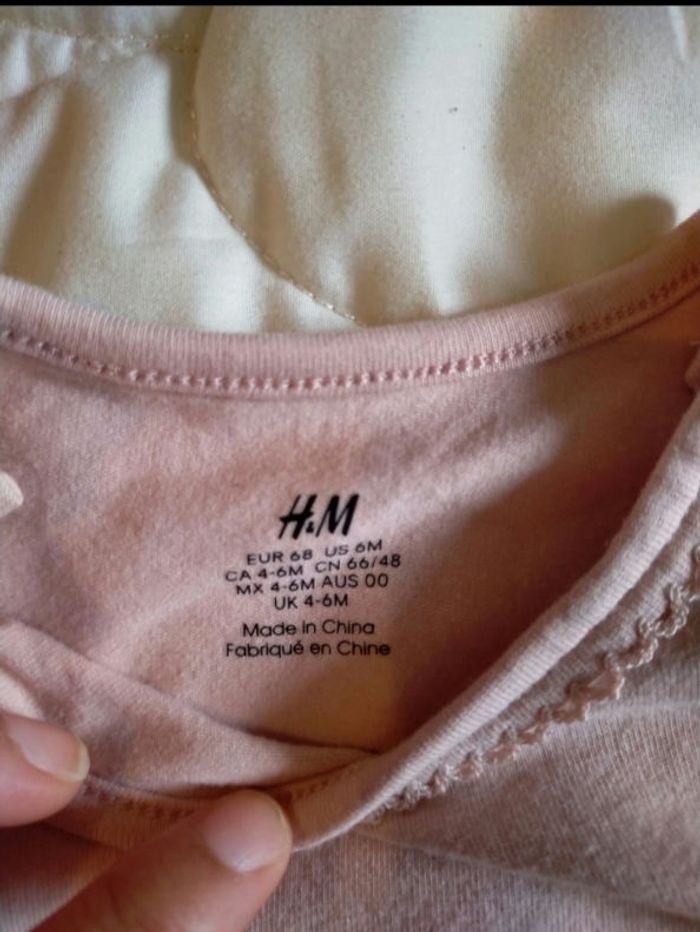 H&M
EUR 68 US 6M
CA 4-6M CN 66/48
MX 4-6M AUS 00
UK 4-6M
Made in China
Fabriqué en Chine